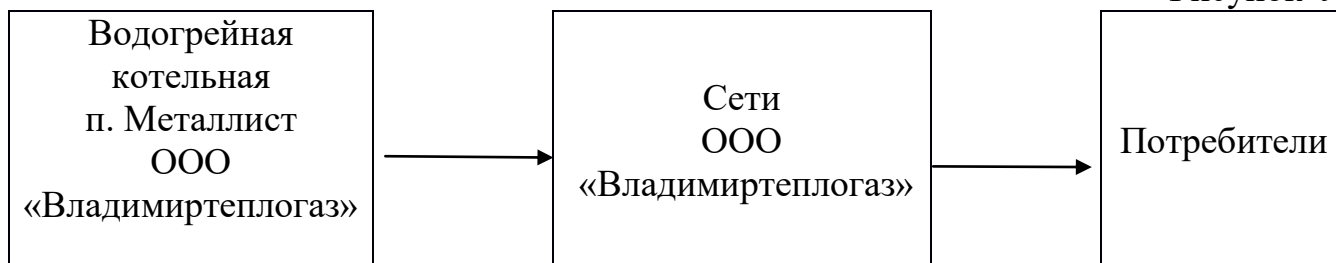 Водогрейная
котельная
п. Металлист
ООО
«Владимиртеплогаз»
Сети
ООО
«Владимиртеплогаз»
Потребители